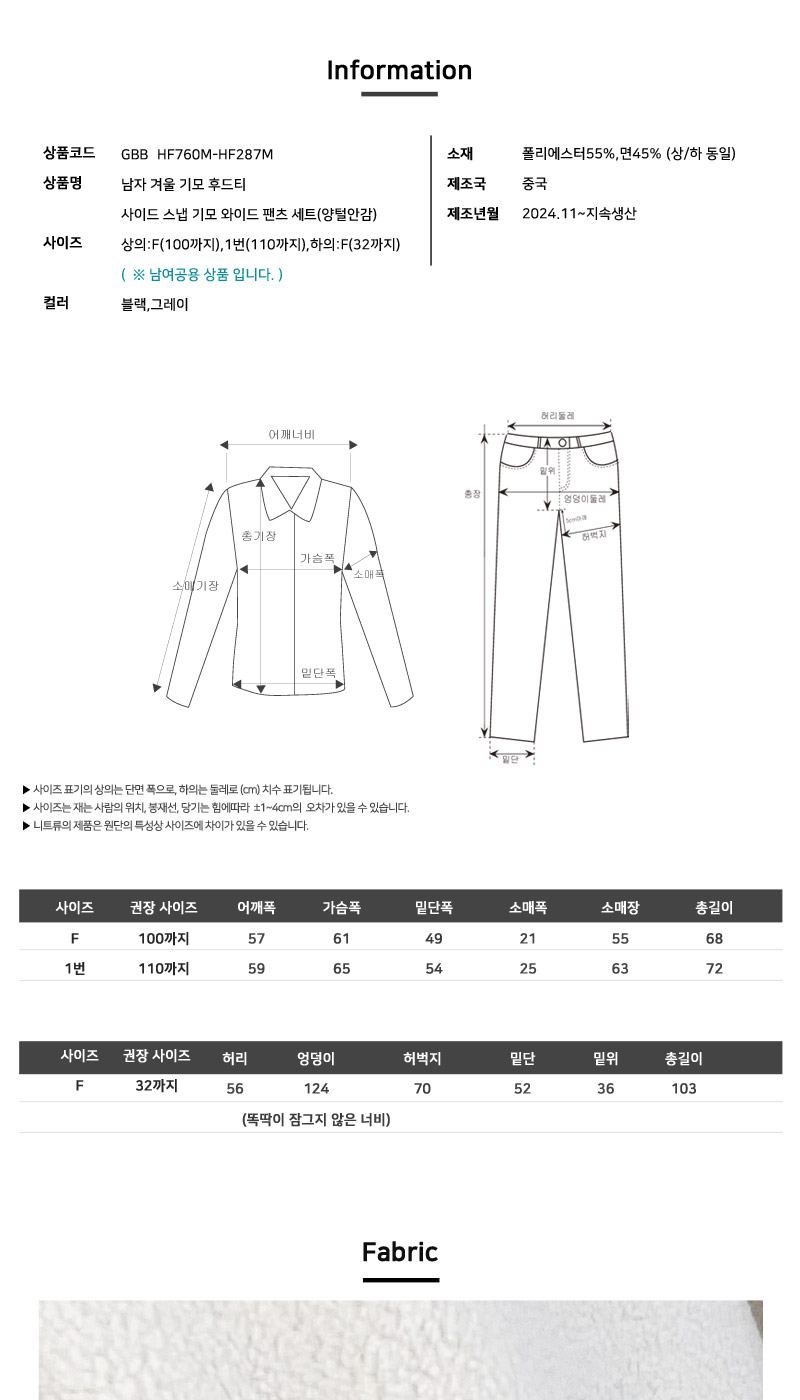 Information
상품코드 GBB HF760M-HF287M
상품명 남자 겨울 기모 후드티
사이드 스냅 기모 와이드 팬츠 세트(양털안감)
사이즈 상의:F(100까지),1번(110까지),하의:F(32까지)
( ※ 남여공용 상품 입니다. )
컬러 블랙,그레이
소재 폴리에스터55%,면45% (상/하 동일)
제조국 중국
제조년월 2024.11~지속생산
어깨너비
총기장
가슴폭
소매폭
소매기장
밑단폭
허리둘레
밑위
총장
엉덩이둘레
5cm아래
허벅지
밑단
▶ 사이즈 표기의 상의는 단면 폭으로, 하의는 둘레로 (cm) 치수 표기됩니다.
▶ 사이즈는 재는 사람의 위치, 봉재선, 당기는 힘에따라 ±1~4cm의 오차가 있을 수 있습니다.
▶ 니트류의 제품은 원단의 특성상 사이즈에 차이가 있을 수 있습니다.
사이즈 권장 사이즈 어깨폭 가슴폭 밑단폭 소매폭 소매장 총길이
F 100까지 57 61 49 21 55 68
1번 110까지 59 65 54 25 63 72
사이즈 권장 사이즈 허리 엉덩이 허벅지 밑단 밑위 총길이
F 32까지 56 124 70 52 36 103
(똑딱이 잠그지 않은 너비)
Fabric